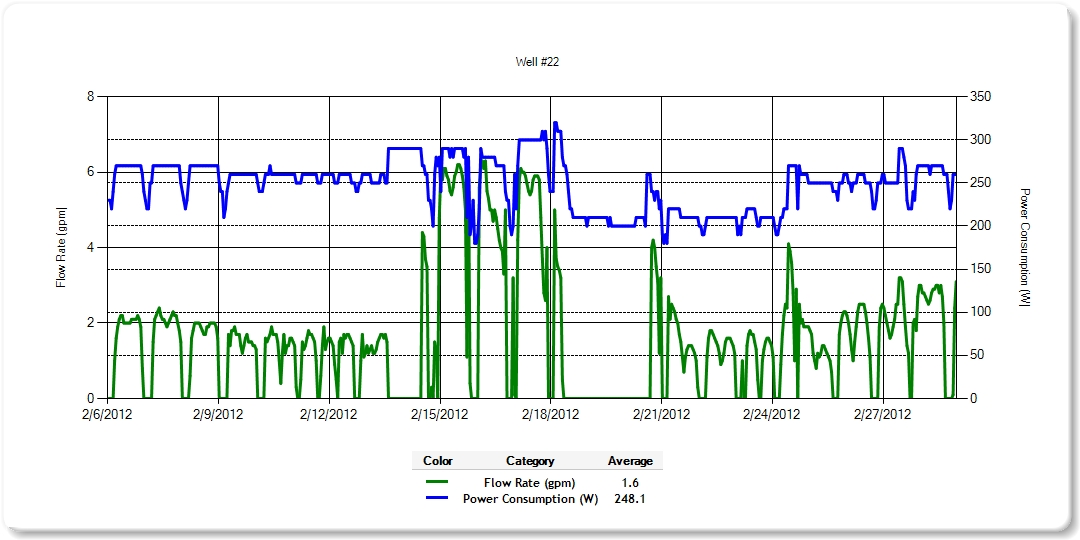 Well #22
8
6
4
2
0
Flow Rate (gpm)
350
300
250
200
150
100
50
0
Power Consumption (W)
2/6/2012 2/9/2012 2/12/2012 2/15/2012 2/18/2012 2/21/2012 2/24/2012 2/27/2012
Color Category Average
Flow Rate (gpm) 1.6
Power Consumption (W) 248.1